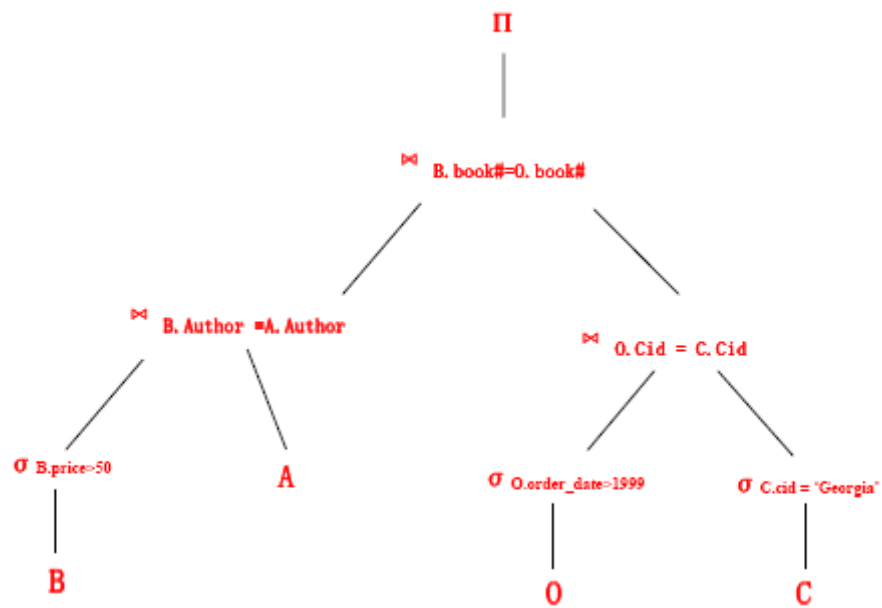 Π
⋈ B.book#=O.book#
⋈ B.Author =A.Author
⋈ O.Cid = C.Cid
σ B.price>50
A
σ O.order_date>1999
σ C.cid = "Georgia"
B
O
C